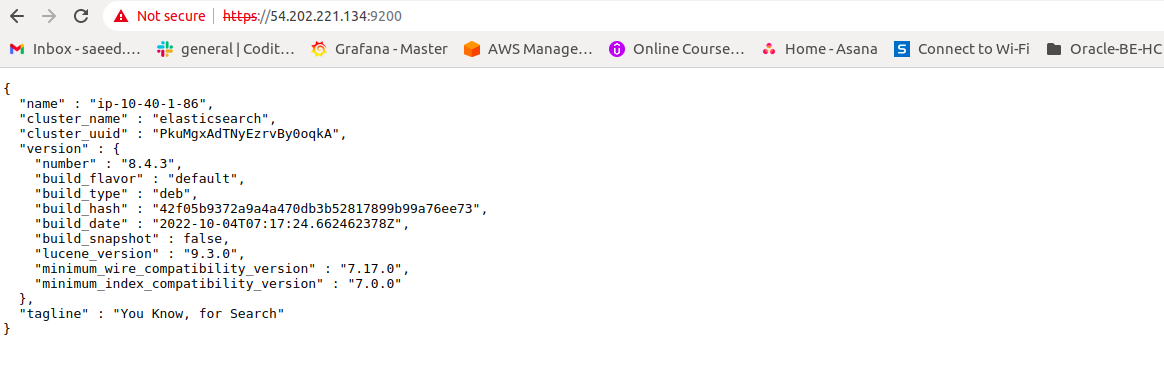 Not secure | https://54.202.221.134:9200
Inbox - saeed.... general | Codit... Grafana - Master AWS Manage... Online Course... Home - Asana S Connect to Wi-Fi Oracle-BE-HC
{
  "name" : "ip-10-40-1-86",
  "cluster_name" : "elasticsearch",
  "cluster_uuid" : "PkuMgxAdTNyEzrvBy0oqkA",
  "version" : {
    "number" : "8.4.3",
    "build_flavor" : "default",
    "build_type" : "deb",
    "build_hash" : "42f05b9372a9a4a470db3b52817899b99a76ee73",
    "build_date" : "2022-10-04T07:17:24.662462378Z",
    "build_snapshot" : false,
    "lucene_version" : "9.3.0",
    "minimum_wire_compatibility_version" : "7.17.0",
    "minimum_index_compatibility_version" : "7.0.0"
  },
  "tagline" : "You Know, for Search"
}